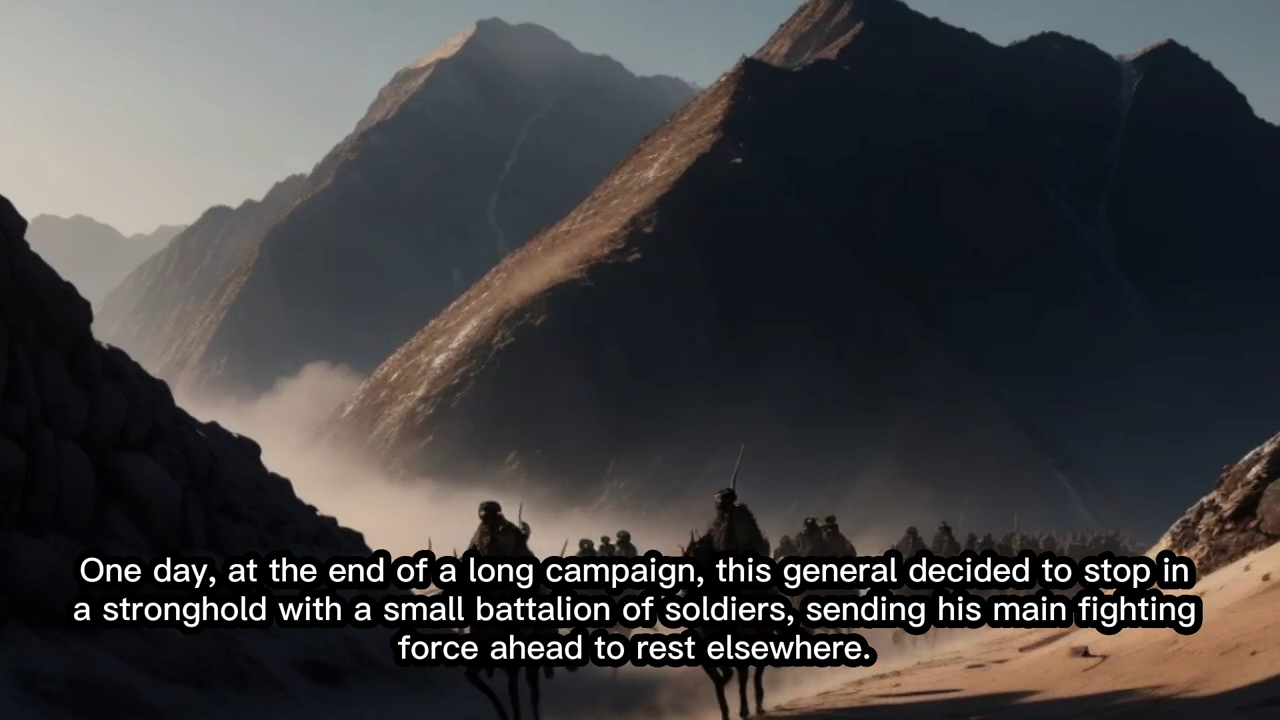 One day, at the end of a long campaign, this general decided to stop in
a stronghold with a small battalion of soldiers, sending his main fighting
force ahead to rest elsewhere.